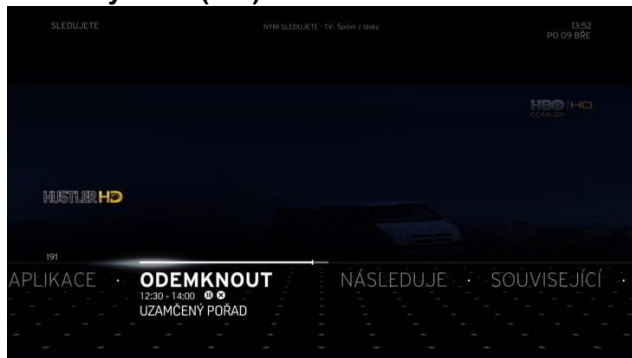 SLEDUJETE
NYNÍ SLEDUJETE - TV: Špióni z lásky
13:52
PO 09 BŘE
HBO HD
COMEDY
HUSTLER HD
191
APLIKACE · ODEMKNOUT NÁSLEDUJE · SOUVISEJÍCÍ ·
12:30 - 14:00
UZAMČENÝ POŘAD